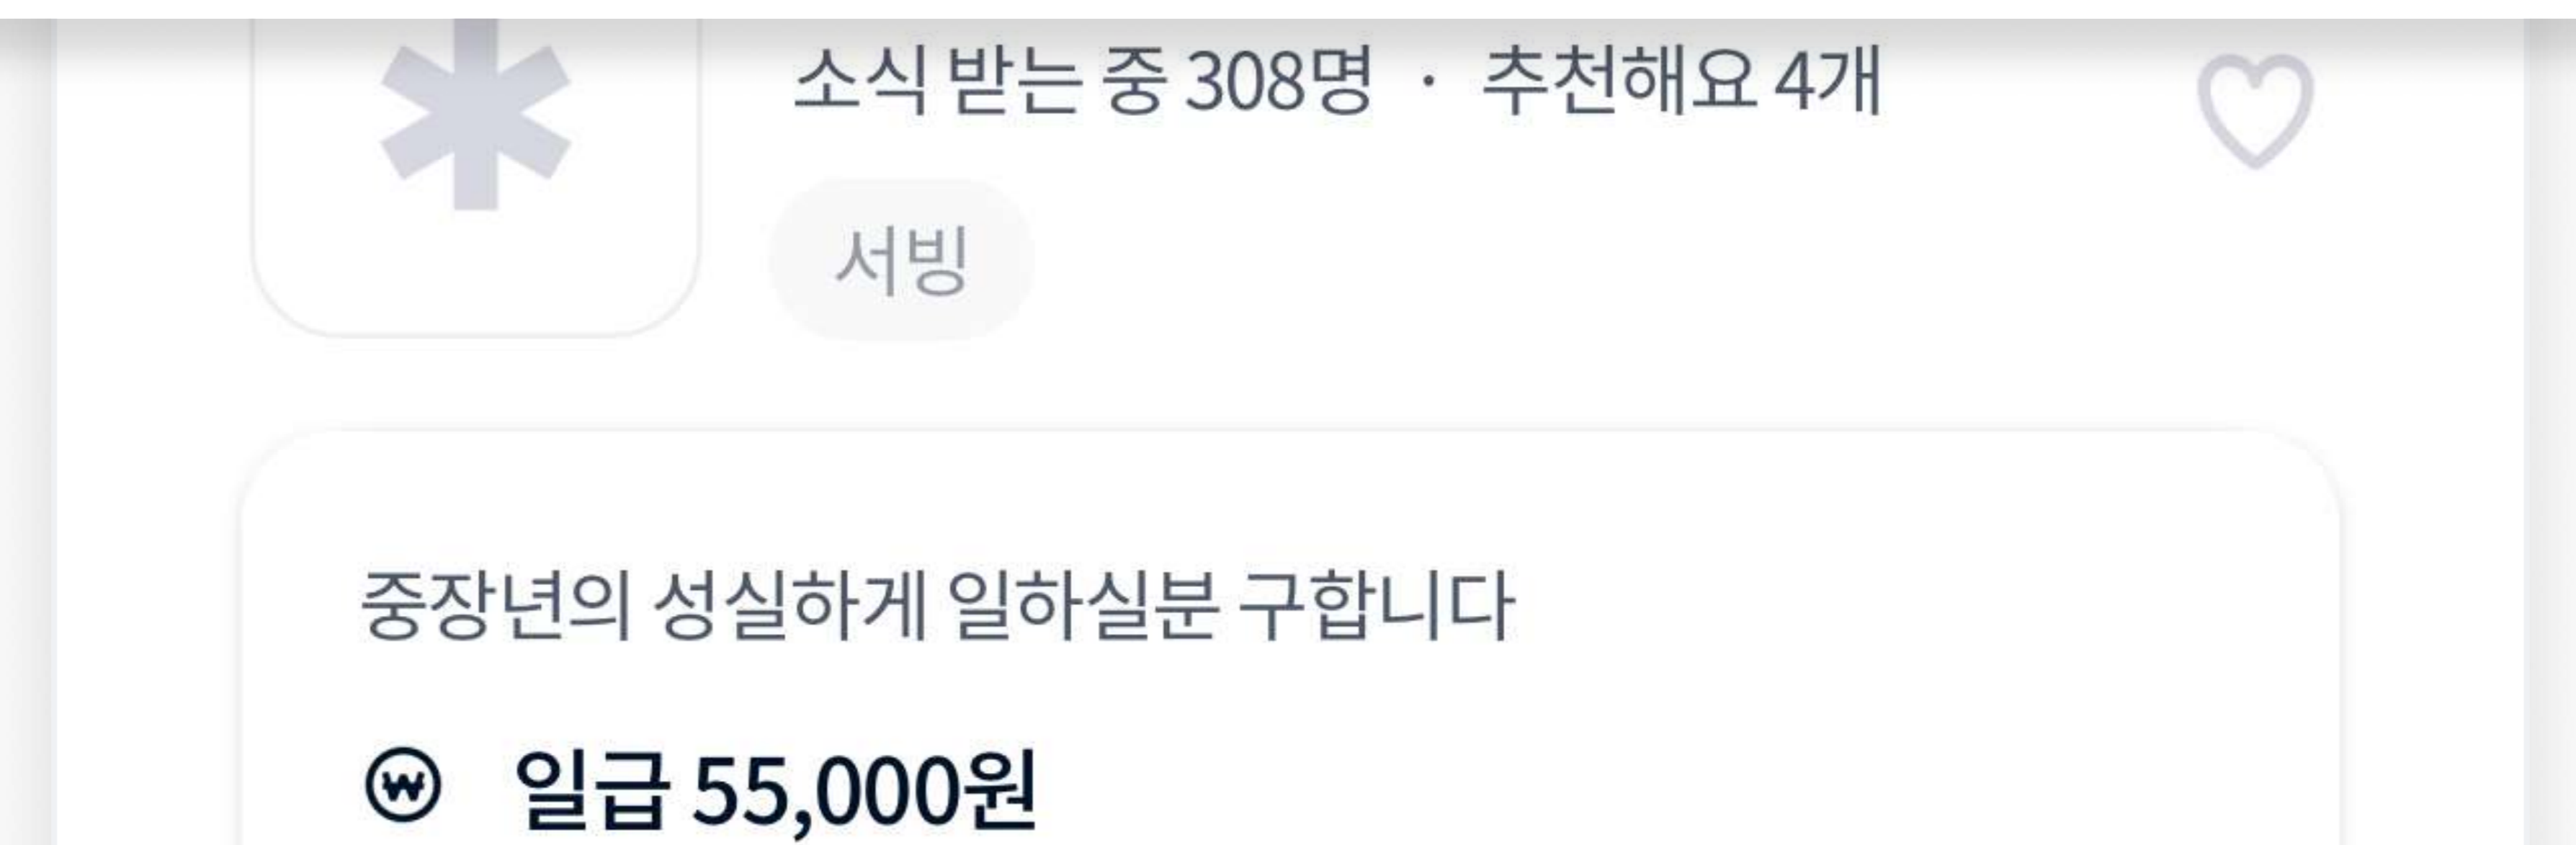 소식 받는 중 308명 · 추천해요 4개
서빙
중장년의 성실하게 일하실분 구합니다
₩ 일급 55,000원